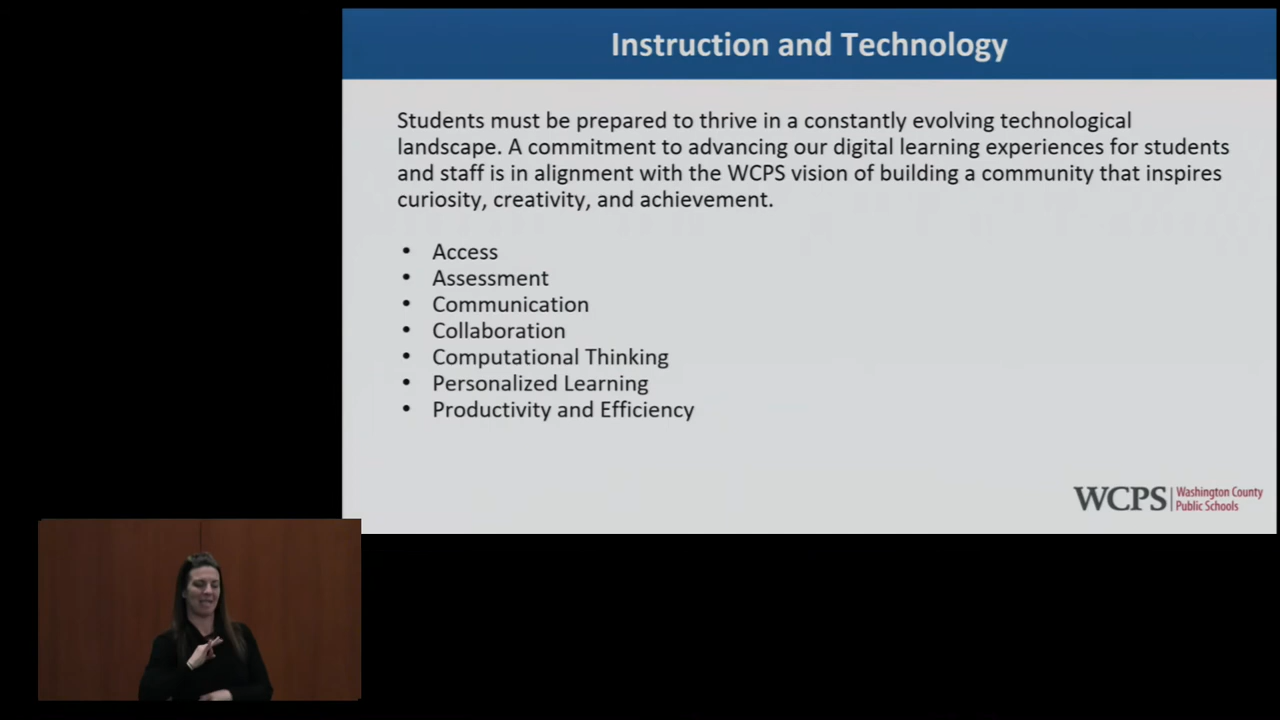 Instruction and Technology
Students must be prepared to thrive in a constantly evolving technological
landscape. A commitment to advancing our digital learning experiences for students
and staff is in alignment with the WCPS vision of building a community that inspires
curiosity, creativity, and achievement.
• Access
• Assessment
• Communication
• Collaboration
• Computational Thinking
• Personalized Learning
• Productivity and Efficiency
WCPS | Washington County
Public Schools